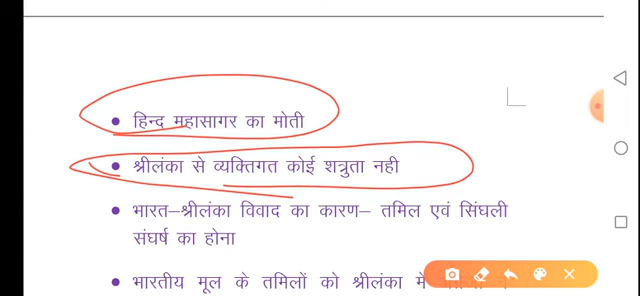 • हिन्द महासागर का मोती
• श्रीलंका से व्यक्तिगत कोई शत्रुता नही
• भारत–श्रीलंका विवाद का कारण– तमिल एवं सिंघली
संघर्ष का होना
• भारतीय मूल के तमिलों को श्रीलंका में